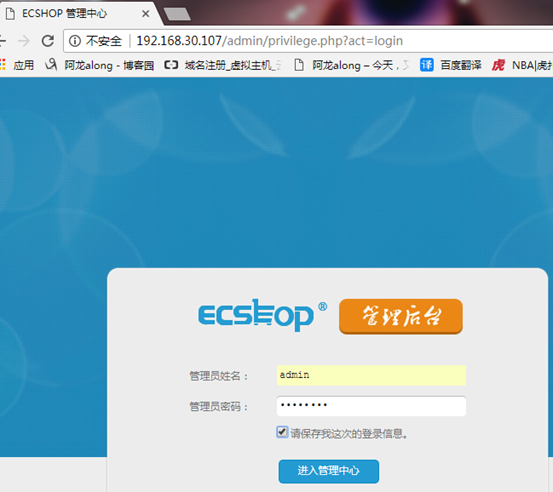 ECSHOP 管理中心
不安全 192.168.30.107/admin/privilege.php?act=login
应用 阿龙along - 博客园 域名注册_虚拟主机_ 阿龙along – 今天， 译 百度翻译 虎 NBA|虎扑
ecshop® 管理后台
管理员姓名： admin
管理员密码： ••••••••
请保存我这次的登录信息。
进入管理中心